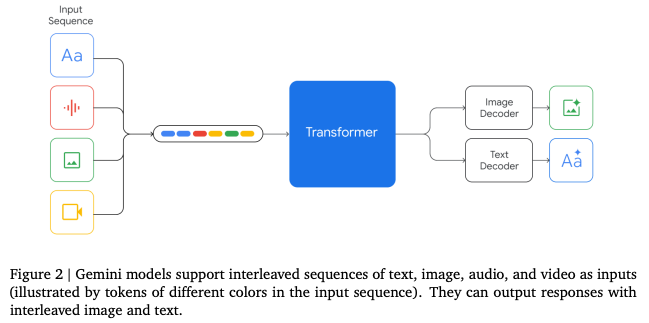 Input
Sequence
Aa
Transformer
Image
Decoder
Text
Decoder
Aa
Figure 2 | Gemini models support interleaved sequences of text, image, audio, and video as inputs
(illustrated by tokens of different colors in the input sequence). They can output responses with
interleaved image and text.